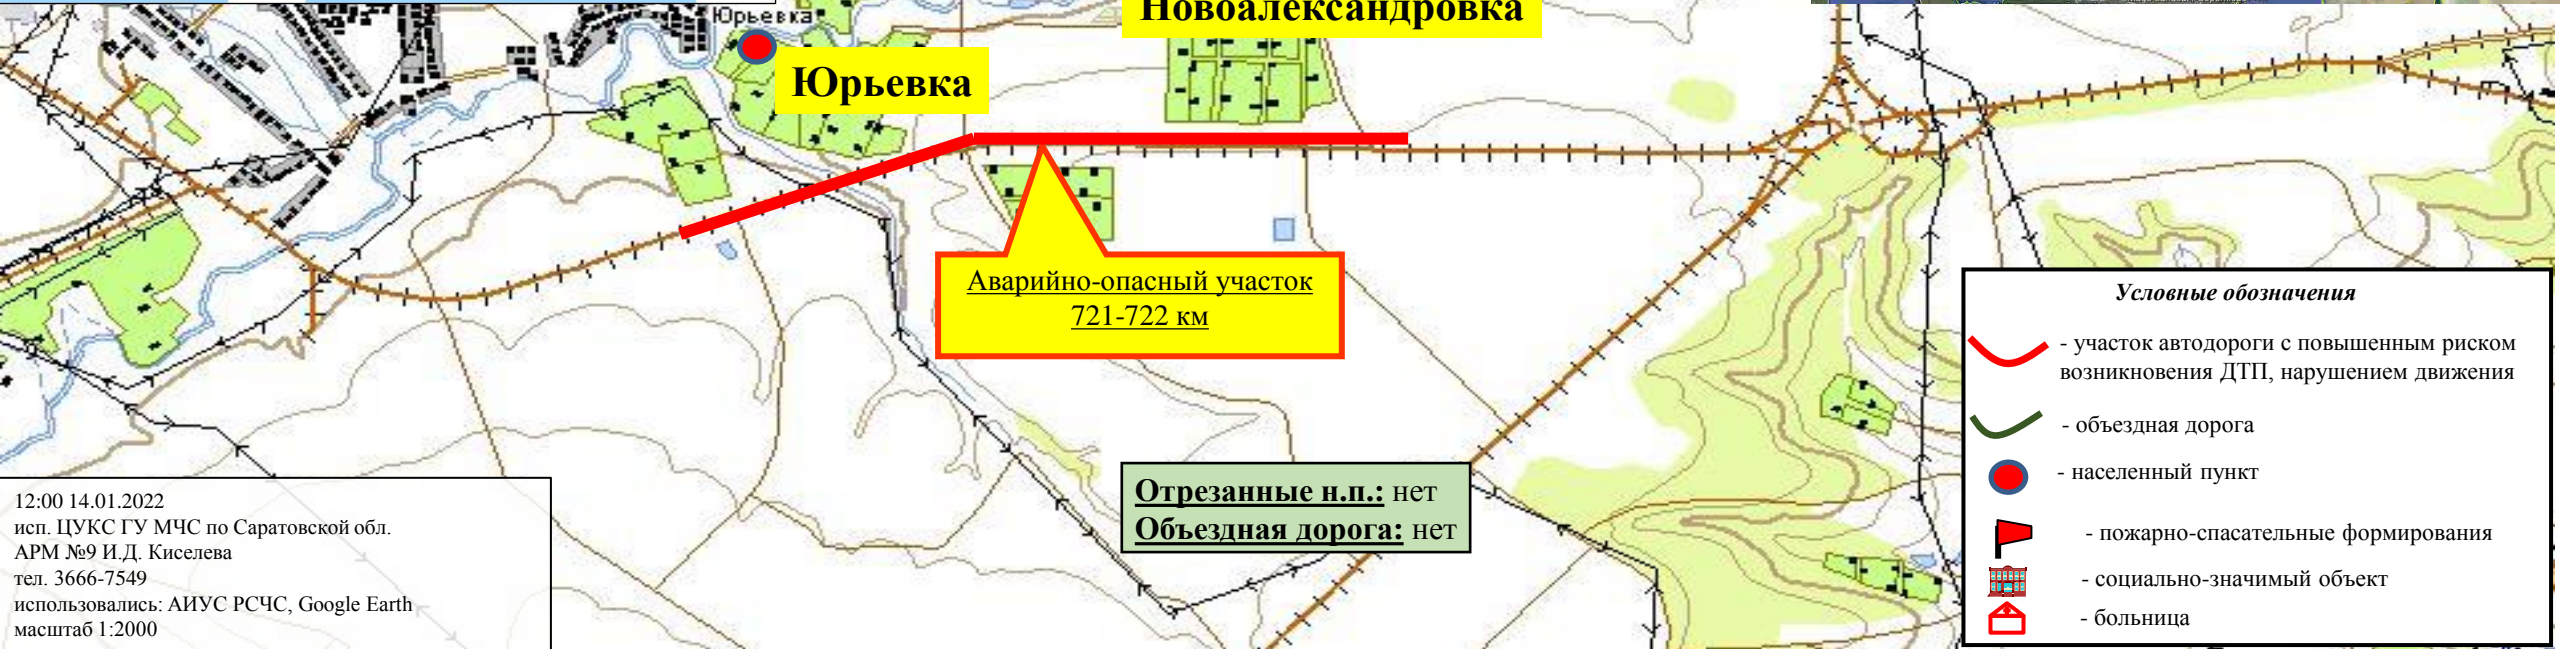 Новоалександровка
Юрьевка
Юрьевка
Аварийно-опасный участок
721-722 км
Условные обозначения
- участок автодороги с повышенным риском
возникновения ДТП, нарушением движения
- объездная дорога
- населенный пункт
- пожарно-спасательные формирования
- социально-значимый объект
- больница
Отрезанные н.п.: нет
Объездная дорога: нет
12:00 14.01.2022
исп. ЦУКС ГУ МЧС по Саратовской обл.
АРМ №9 И.Д. Киселева
тел. 3666-7549
использовались: АИУС РСЧС, Google Earth
масштаб 1:2000